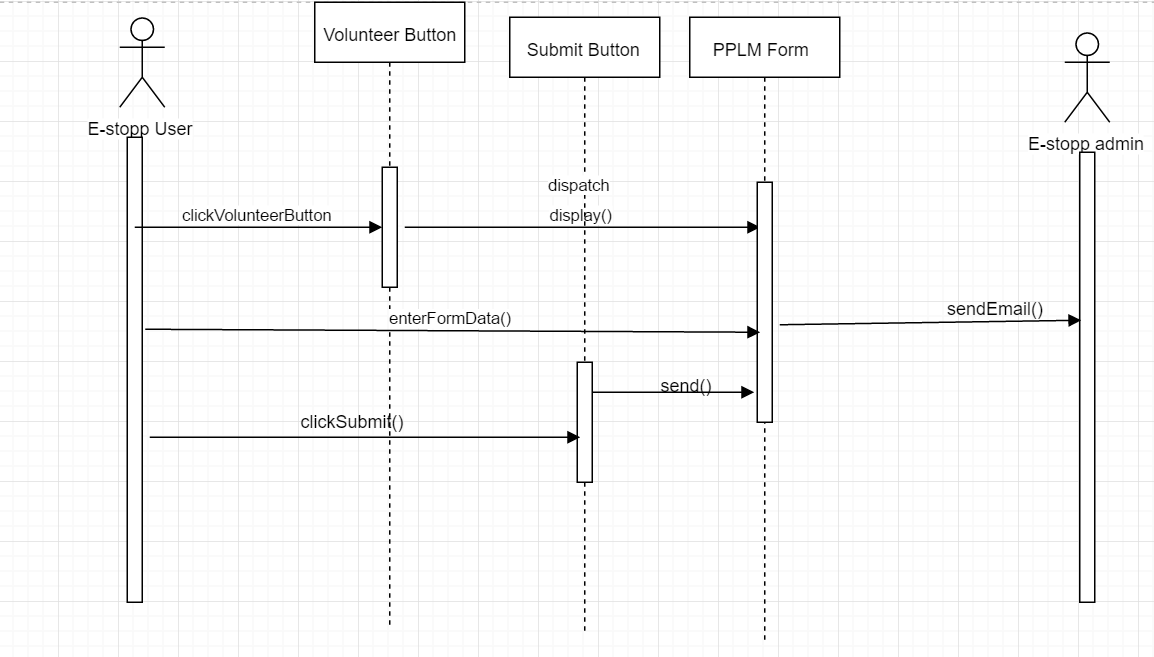 Volunteer Button
Submit Button
PPLM Form
E-stopp User
E-stopp admin
dispatch
clickVolunteerButton
display()
sendEmail()
enterFormData()
send()
clickSubmit()